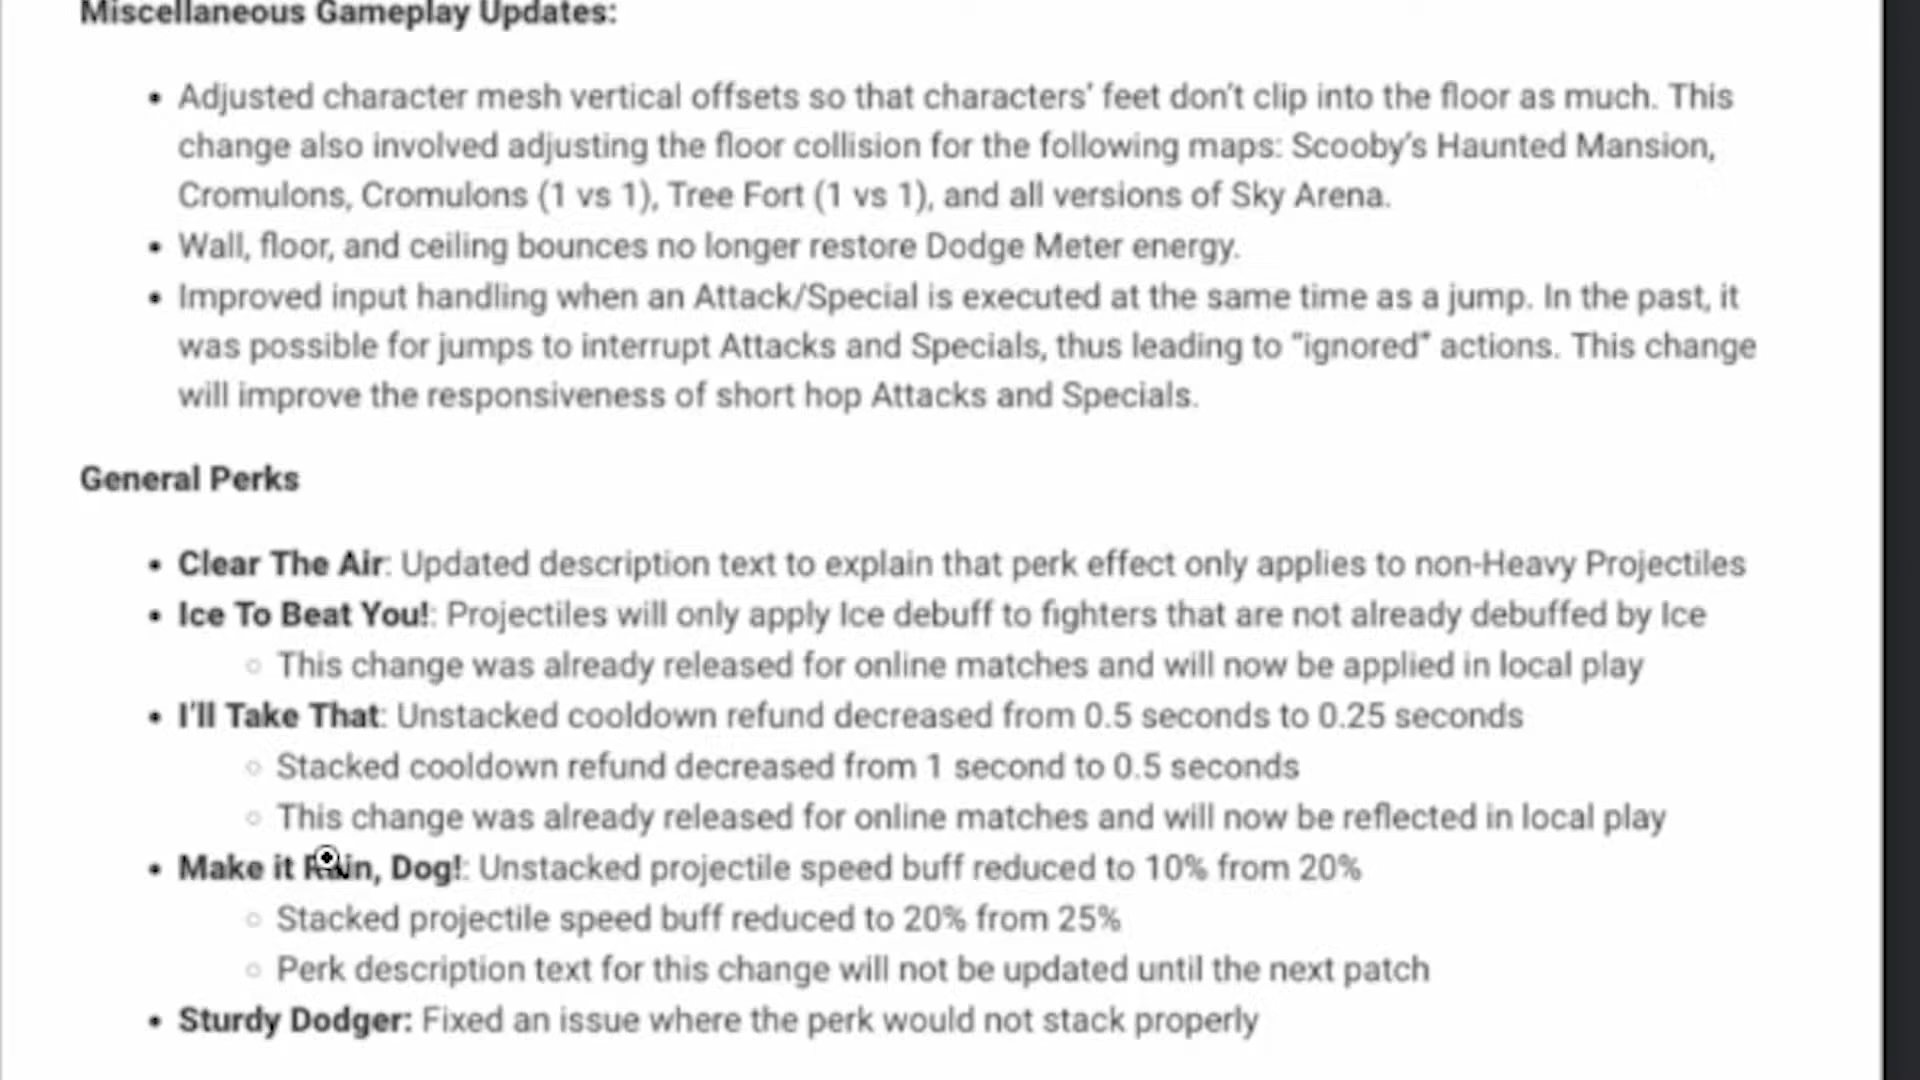 Miscellaneous Gameplay Updates:
• Adjusted character mesh vertical offsets so that characters’ feet don’t clip into the floor as much. This
change also involved adjusting the floor collision for the following maps: Scooby’s Haunted Mansion,
Cromulons, Cromulons (1 vs 1), Tree Fort (1 vs 1), and all versions of Sky Arena.
• Wall, floor, and ceiling bounces no longer restore Dodge Meter energy.
• Improved input handling when an Attack/Special is executed at the same time as a jump. In the past, it
was possible for jumps to interrupt Attacks and Specials, thus leading to “ignored” actions. This change
will improve the responsiveness of short hop Attacks and Specials.
General Perks
• Clear The Air: Updated description text to explain that perk effect only applies to non-Heavy Projectiles
• Ice To Beat You!: Projectiles will only apply Ice debuff to fighters that are not already debuffed by Ice
○ This change was already released for online matches and will now be applied in local play
• I’ll Take That: Unstacked cooldown refund decreased from 0.5 seconds to 0.25 seconds
○ Stacked cooldown refund decreased from 1 second to 0.5 seconds
○ This change was already released for online matches and will now be reflected in local play
• Make it Rain, Dog!: Unstacked projectile speed buff reduced to 10% from 20%
○ Stacked projectile speed buff reduced to 20% from 25%
○ Perk description text for this change will not be updated until the next patch
• Sturdy Dodger: Fixed an issue where the perk would not stack properly